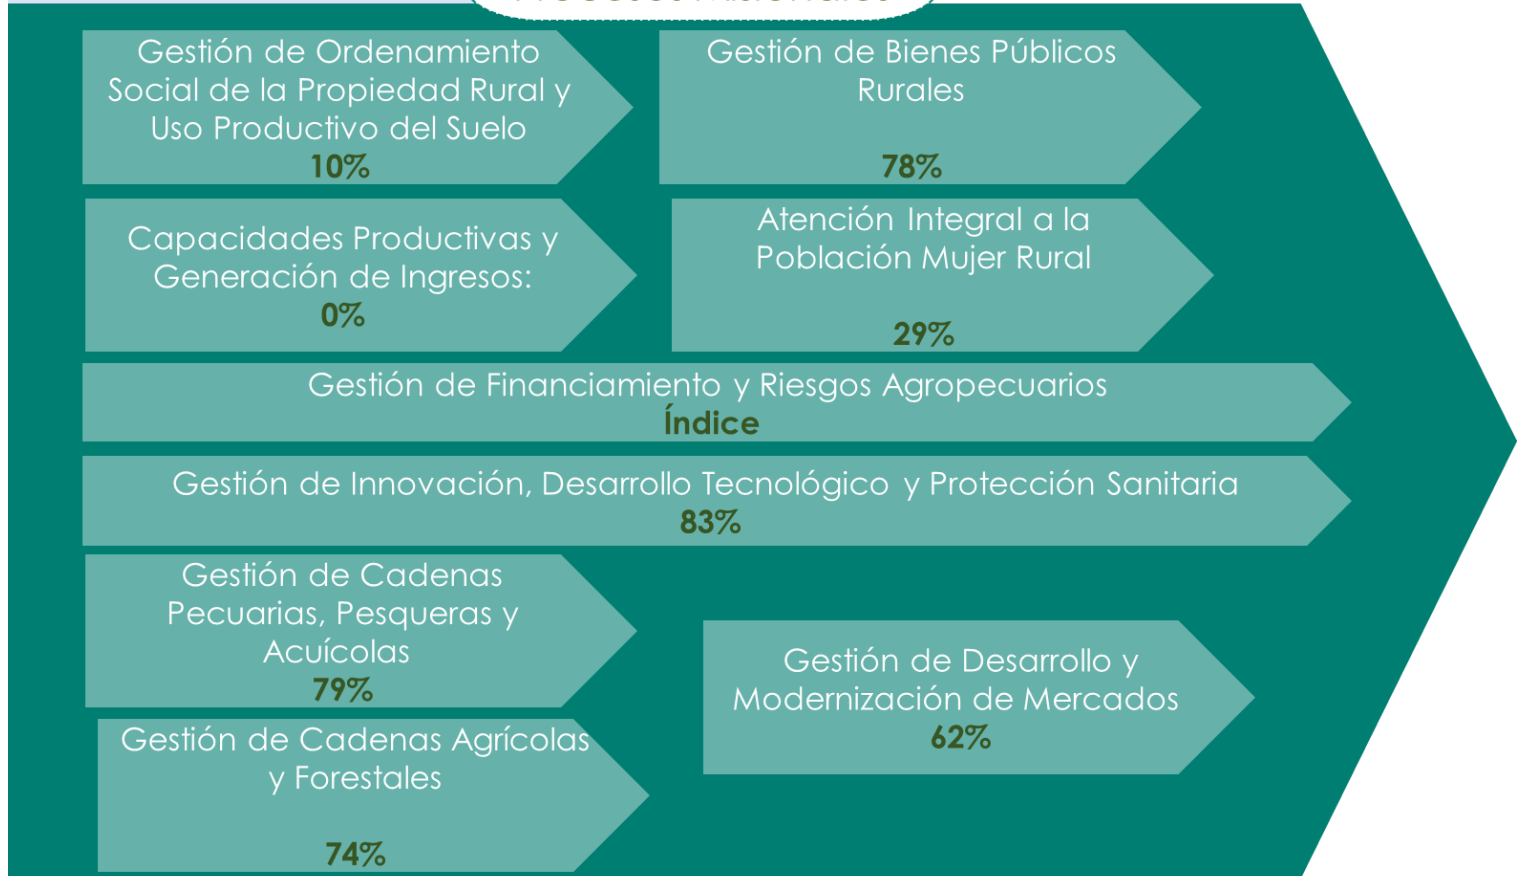 Procesos Misionales
Gestión de Ordenamiento
Social de la Propiedad Rural y
Uso Productivo del Suelo
10%
Gestión de Bienes Públicos
Rurales
78%
Capacidades Productivas y
Generación de Ingresos:
0%
Atención Integral a la
Población Mujer Rural
29%
Gestión de Financiamiento y Riesgos Agropecuarios
Índice
Gestión de Innovación, Desarrollo Tecnológico y Protección Sanitaria
83%
Gestión de Cadenas
Pecuarias, Pesqueras y
Acuícolas
79%
Gestión de Desarrollo y
Modernización de Mercados
62%
Gestión de Cadenas Agrícolas
y Forestales
74%